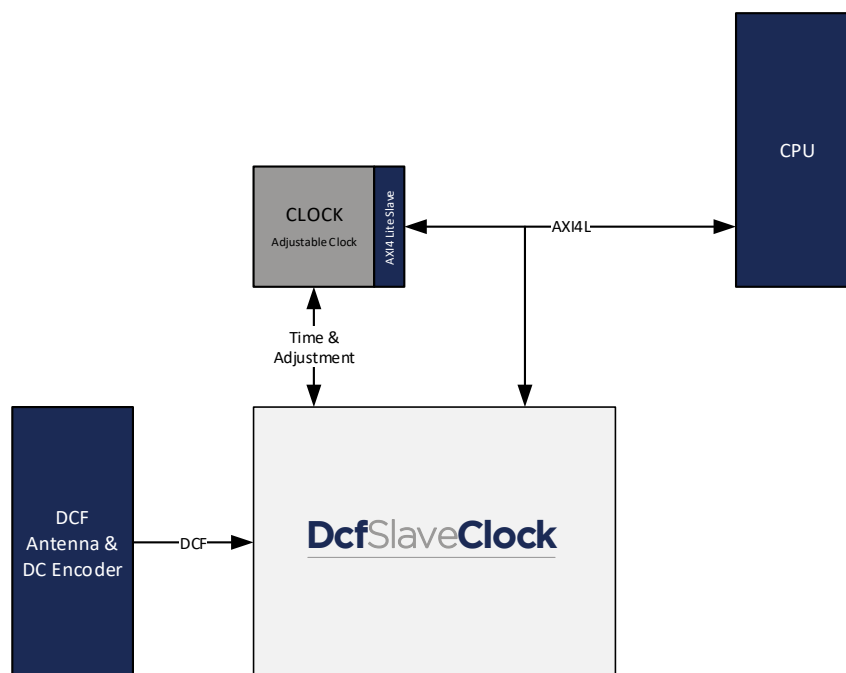 CPU
CLOCK
Adjustable Clock
AXI4 Lite Slave
AXI4L
Time &
Adjustment
DCF
Antenna &
DC Encoder
DCF
DcfSlaveClock